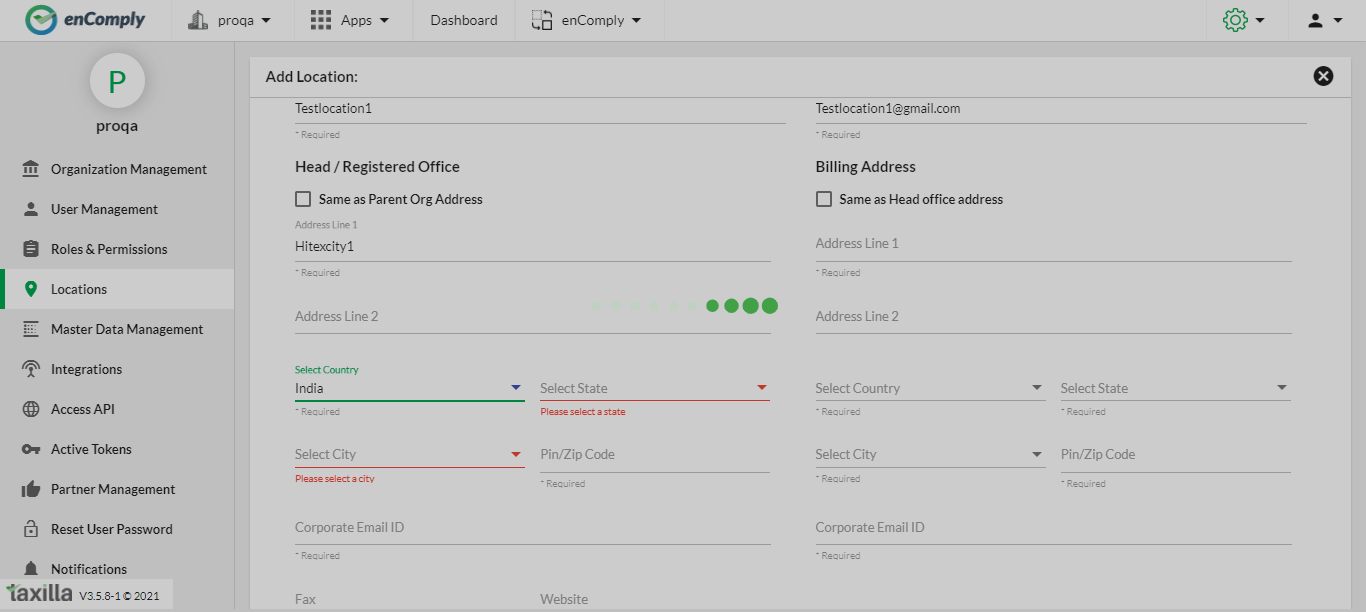 enComply
proqa
Apps
Dashboard
enComply
P
proqa
Organization Management
User Management
Roles & Permissions
Locations
Master Data Management
Integrations
Access API
Active Tokens
Partner Management
Reset User Password
Notifications
taxilla V3.5.8-1 © 2021
Add Location:
Testlocation1 Testlocation1@gmail.com
* Required * Required
Head / Registered Office Billing Address
Same as Parent Org Address Same as Head office address
Address Line 1
Hitexcity1 Address Line 1
* Required * Required
Address Line 2 Address Line 2
Select Country
India Select State Select Country Select State
* Required Please select a state * Required * Required
Select City Pin/Zip Code Select City Pin/Zip Code
Please select a city * Required * Required * Required
Corporate Email ID Corporate Email ID
* Required * Required
Fax Website